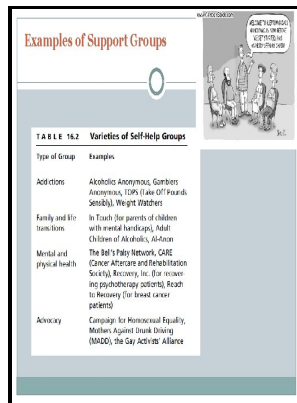 Examples of Support Groups
TABLE 16.2 Varieties of Self-Help Groups
Type of Group Examples
Addictions Alcoholics Anonymous, Gamblers
Anonymous, TOPS (Take Off Pounds
Sensibly), Weight Watchers
Family and life In Touch (for parents of children
transitions with mental handicaps), Adult
Children of Alcoholics, Al-Anon
Mental and The Bell's Palsy Network, CARE
physical health (Cancer Aftercare and Rehabilitation
Society), Recovery, Inc. (for recover-
ing psychotherapy patients), Reach
to Recovery (for breast cancer
patients)
Advocacy Campaign for Homosexual Equality,
Mothers Against Drunk Driving
(MADD), the Gay Activists' Alliance